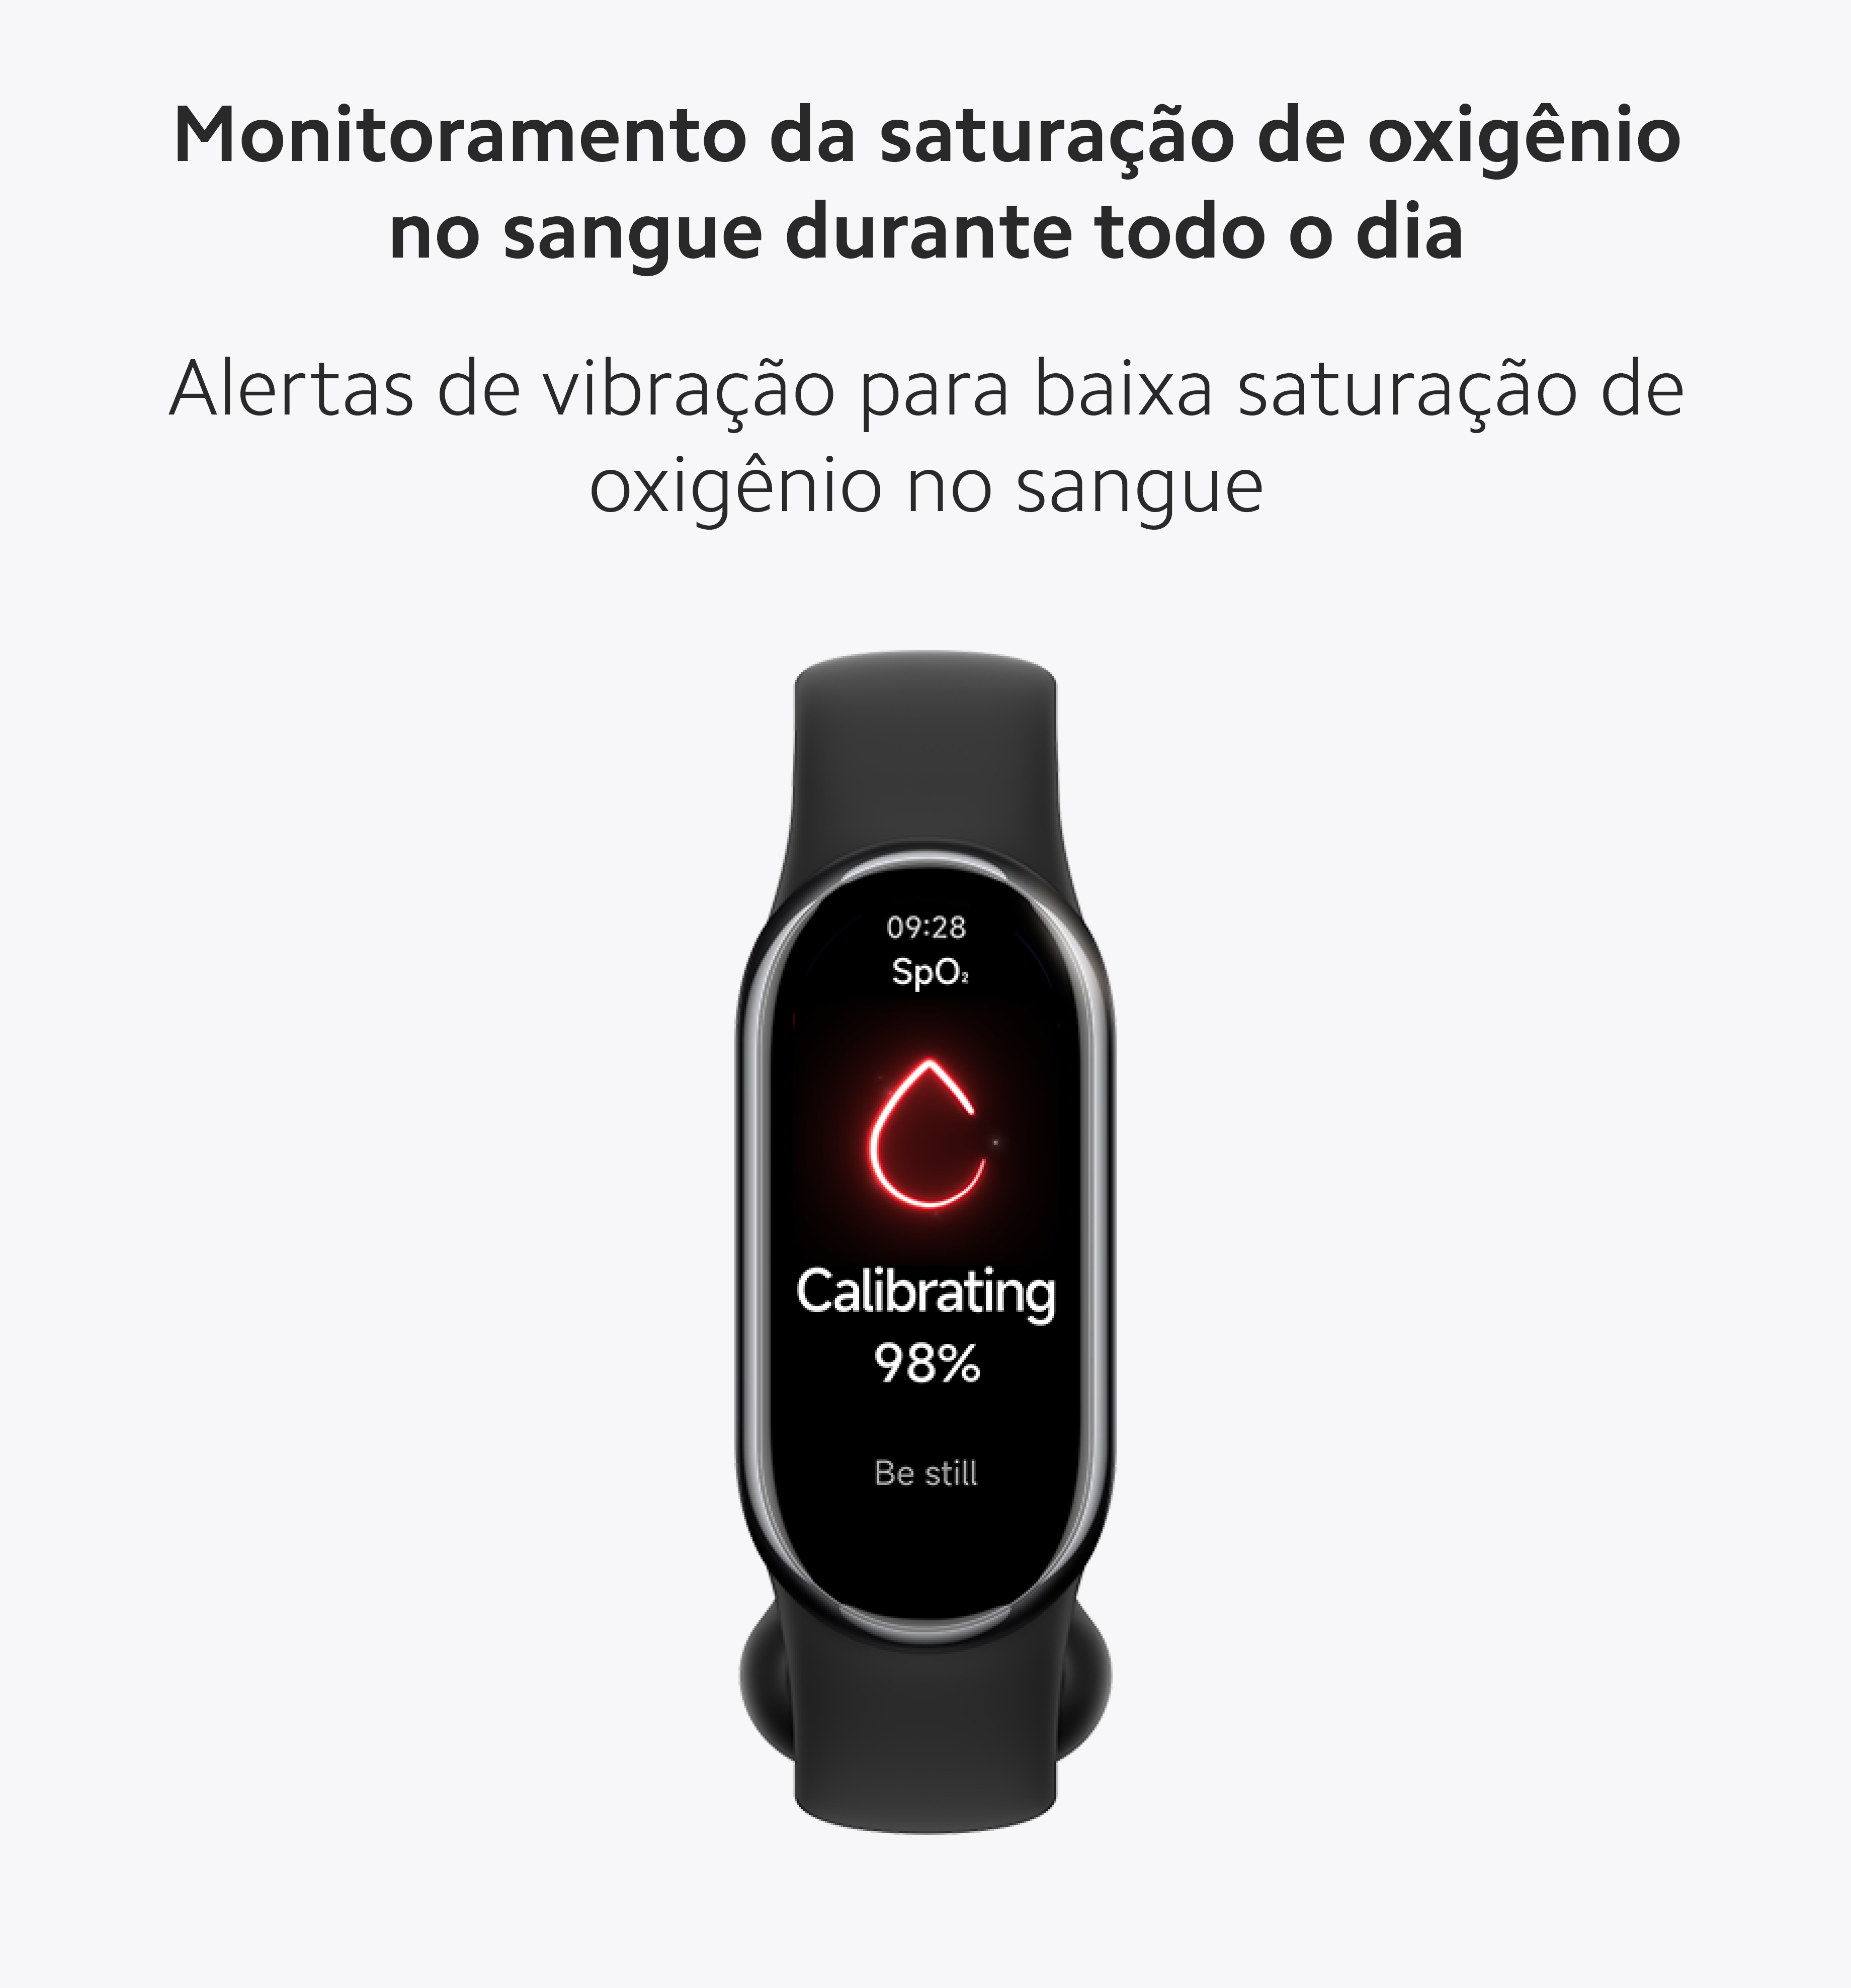 Monitoramento da saturação de oxigênio
no sangue durante todo o dia
Alertas de vibração para baixa saturação de
oxigênio no sangue
09:28
SpO₂
Calibrating
98%
Be still